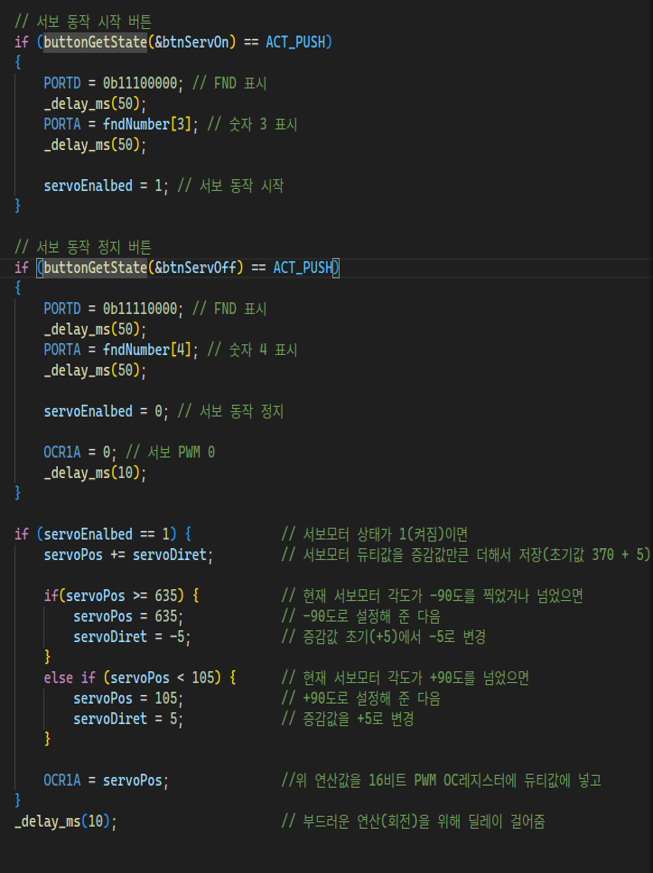 // 서보 동작 시작 버튼
if (buttonGetState(&btnServOn) == ACT_PUSH)
{
PORTD = 0b11100000; // FND 표시
_delay_ms(50);
PORTA = fndNumber[3]; // 숫자 3 표시
_delay_ms(50);
servoEnalbed = 1; // 서보 동작 시작
}
// 서보 동작 정지 버튼
if (buttonGetState(&btnServOff) == ACT_PUSH)
{
PORTD = 0b11110000; // FND 표시
_delay_ms(50);
PORTA = fndNumber[4]; // 숫자 4 표시
_delay_ms(50);
servoEnalbed = 0; // 서보 동작 정지
OCR1A = 0; // 서보 PWM 0
_delay_ms(10);
}
if (servoEnalbed == 1) { // 서보모터 상태가 1(켜짐)이면
servoPos += servoDiret; // 서보모터 듀티값을 증감값만큼 더해서 저장(초기값 370 + 5)
if(servoPos >= 635) { // 현재 서보모터 각도가 -90도를 찍었거나 넘었으면
servoPos = 635; // -90도로 설정해 준 다음
servoDiret = -5; // 증감값 초기(+5)에서 -5로 변경
}
else if (servoPos < 105) { // 현재 서보모터 각도가 +90도를 넘었으면
servoPos = 105; // +90도로 설정해 준 다음
servoDiret = 5; // 증감값을 +5로 변경
}
OCR1A = servoPos; //위 연산값을 16비트 PWM OC레지스터에 듀티값에 넣고
}
_delay_ms(10); // 부드러운 연산(회전)을 위해 딜레이 걸어줌